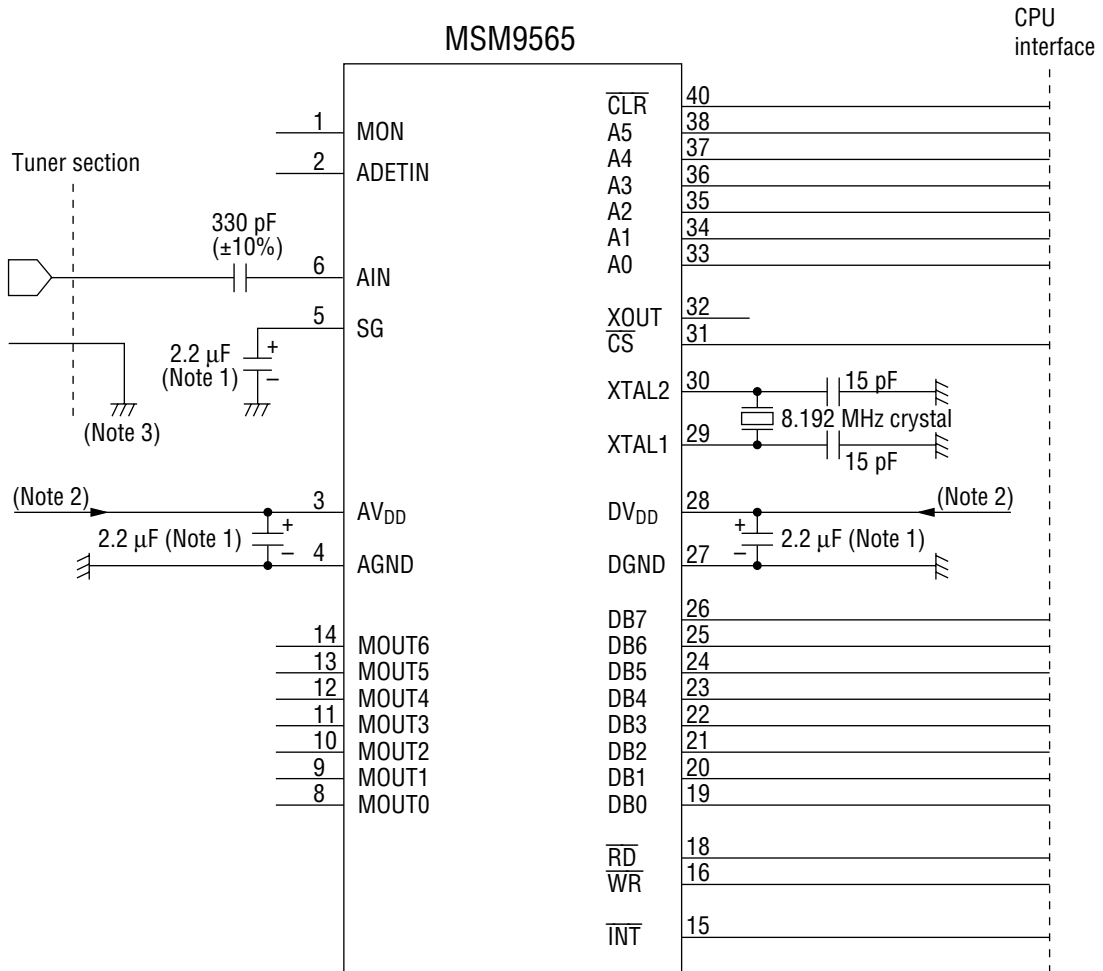 CPU
interface
MSM9565
Tuner section
1 MON
2 ADETIN
330 pF
(±10%)
6 AIN
5 SG
2.2 μF
(Note 1)
+
–
(Note 3)
(Note 2)
3 AVDD
2.2 μF (Note 1)
+
–
4 AGND
14 MOUT6
13 MOUT5
12 MOUT4
11 MOUT3
10 MOUT2
9 MOUT1
8 MOUT0
CLR 40
A5 38
A4 37
A3 36
A2 35
A1 34
A0 33
XOUT 32
CS 31
XTAL2 30
15 pF
8.192 MHz crystal
XTAL1 29
15 pF
DVDD 28
(Note 2)
+
–
2.2 μF (Note 1)
DGND 27
DB7 26
DB6 25
DB5 24
DB4 23
DB3 22
DB2 21
DB1 20
DB0 19
RD 18
WR 16
INT 15